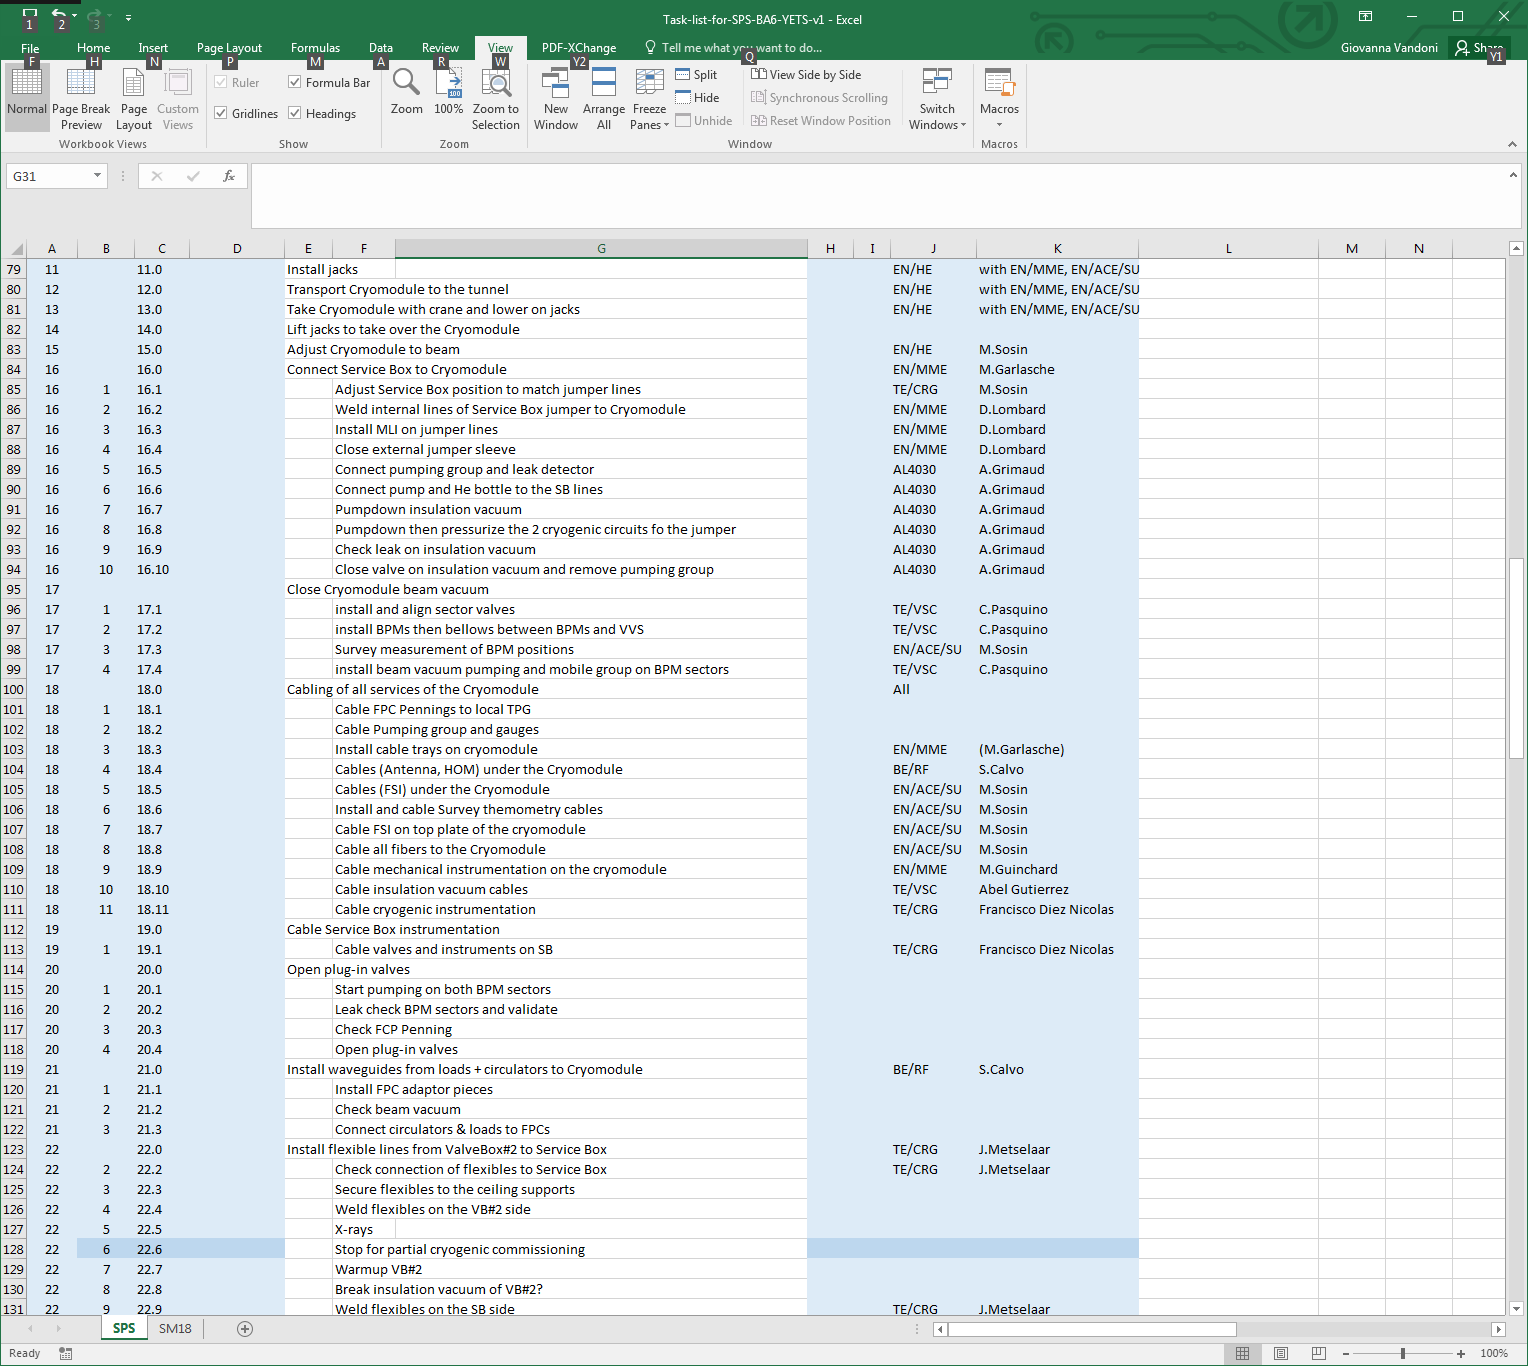 Task-list-for-SPS-BA6-YETS-v1 - Excel
1 2 3
File Home Insert Page Layout Formulas Data Review View PDF-XChange Tell me what you want to do... Giovanna Vandoni Share
F H N P M A R W Y2 Q Y1
Normal Page Break Preview Page Layout Custom Views
Workbook Views
Ruler Formula Bar
Gridlines Headings
Show
Zoom 100% Zoom to Selection
Zoom
New Window Arrange All Freeze Panes
Split View Side by Side
Hide Synchronous Scrolling
Unhide Reset Window Position
Window
Switch Windows
Macros
Macros
G31 fx
A B C D E F G H I J K L M N
79 11 11.0 Install jacks EN/HE with EN/MME, EN/ACE/SU
80 12 12.0 Transport Cryomodule to the tunnel EN/HE with EN/MME, EN/ACE/SU
81 13 13.0 Take Cryomodule with crane and lower on jacks EN/HE with EN/MME, EN/ACE/SU
82 14 14.0 Lift jacks to take over the Cryomodule
83 15 15.0 Adjust Cryomodule to beam EN/HE M.Sosin
84 16 16.0 Connect Service Box to Cryomodule EN/MME M.Garlasche
85 16 1 16.1 Adjust Service Box position to match jumper lines TE/CRG M.Sosin
86 16 2 16.2 Weld internal lines of Service Box jumper to Cryomodule EN/MME D.Lombard
87 16 3 16.3 Install MLI on jumper lines EN/MME D.Lombard
88 16 4 16.4 Close external jumper sleeve EN/MME D.Lombard
89 16 5 16.5 Connect pumping group and leak detector AL4030 A.Grimaud
90 16 6 16.6 Connect pump and He bottle to the SB lines AL4030 A.Grimaud
91 16 7 16.7 Pumpdown insulation vacuum AL4030 A.Grimaud
92 16 8 16.8 Pumpdown then pressurize the 2 cryogenic circuits fo the jumper AL4030 A.Grimaud
93 16 9 16.9 Check leak on insulation vacuum AL4030 A.Grimaud
94 16 10 16.10 Close valve on insulation vacuum and remove pumping group AL4030 A.Grimaud
95 17 Close Cryomodule beam vacuum
96 17 1 17.1 install and align sector valves TE/VSC C.Pasquino
97 17 2 17.2 install BPMs then bellows between BPMs and VVS TE/VSC C.Pasquino
98 17 3 17.3 Survey measurement of BPM positions EN/ACE/SU M.Sosin
99 17 4 17.4 install beam vacuum pumping and mobile group on BPM sectors TE/VSC C.Pasquino
100 18 18.0 Cabling of all services of the Cryomodule All
101 18 1 18.1 Cable FPC Pennings to local TPG
102 18 2 18.2 Cable Pumping group and gauges
103 18 3 18.3 Install cable trays on cryomodule EN/MME (M.Garlasche)
104 18 4 18.4 Cables (Antenna, HOM) under the Cryomodule BE/RF S.Calvo
105 18 5 18.5 Cables (FSI) under the Cryomodule EN/ACE/SU M.Sosin
106 18 6 18.6 Install and cable Survey themometry cables EN/ACE/SU M.Sosin
107 18 7 18.7 Cable FSI on top plate of the cryomodule EN/ACE/SU M.Sosin
108 18 8 18.8 Cable all fibers to the Cryomodule EN/ACE/SU M.Sosin
109 18 9 18.9 Cable mechanical instrumentation on the cryomodule EN/MME M.Guinchard
110 18 10 18.10 Cable insulation vacuum cables TE/VSC Abel Gutierrez
111 18 11 18.11 Cable cryogenic instrumentation TE/CRG Francisco Diez Nicolas
112 19 19.0 Cable Service Box instrumentation
113 19 1 19.1 Cable valves and instruments on SB TE/CRG Francisco Diez Nicolas
114 20 20.0 Open plug-in valves
115 20 1 20.1 Start pumping on both BPM sectors
116 20 2 20.2 Leak check BPM sectors and validate
117 20 3 20.3 Check FCP Penning
118 20 4 20.4 Open plug-in valves
119 21 21.0 Install waveguides from loads + circulators to Cryomodule BE/RF S.Calvo
120 21 1 21.1 Install FPC adaptor pieces
121 21 2 21.2 Check beam vacuum
122 21 3 21.3 Connect circulators & loads to FPCs
123 22 22.0 Install flexible lines from ValveBox#2 to Service Box TE/CRG J.Metselaar
124 22 2 22.2 Check connection of flexibles to Service Box TE/CRG J.Metselaar
125 22 3 22.3 Secure flexibles to the ceiling supports
126 22 4 22.4 Weld flexibles on the VB#2 side
127 22 5 22.5 X-rays
128 22 6 22.6 Stop for partial cryogenic commissioning
129 22 7 22.7 Warmup VB#2
130 22 8 22.8 Break insulation vacuum of VB#2?
131 22 9 22.9 Weld flexibles on the SB side TE/CRG J.Metselaar
SPS SM18
Ready 100%